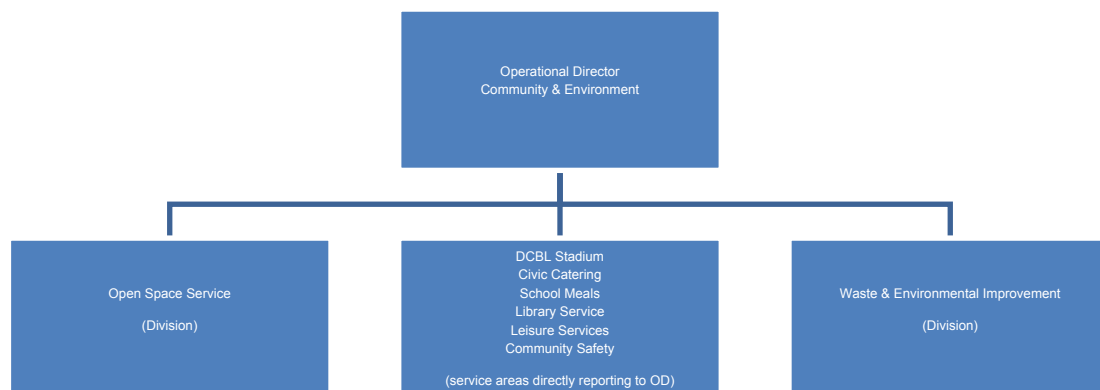 Operational Director
Community & Environment
Open Space Service
(Division)
DCBL Stadium
Civic Catering
School Meals
Library Service
Leisure Services
Community Safety
(service areas directly reporting to OD)
Waste & Environmental Improvement
(Division)